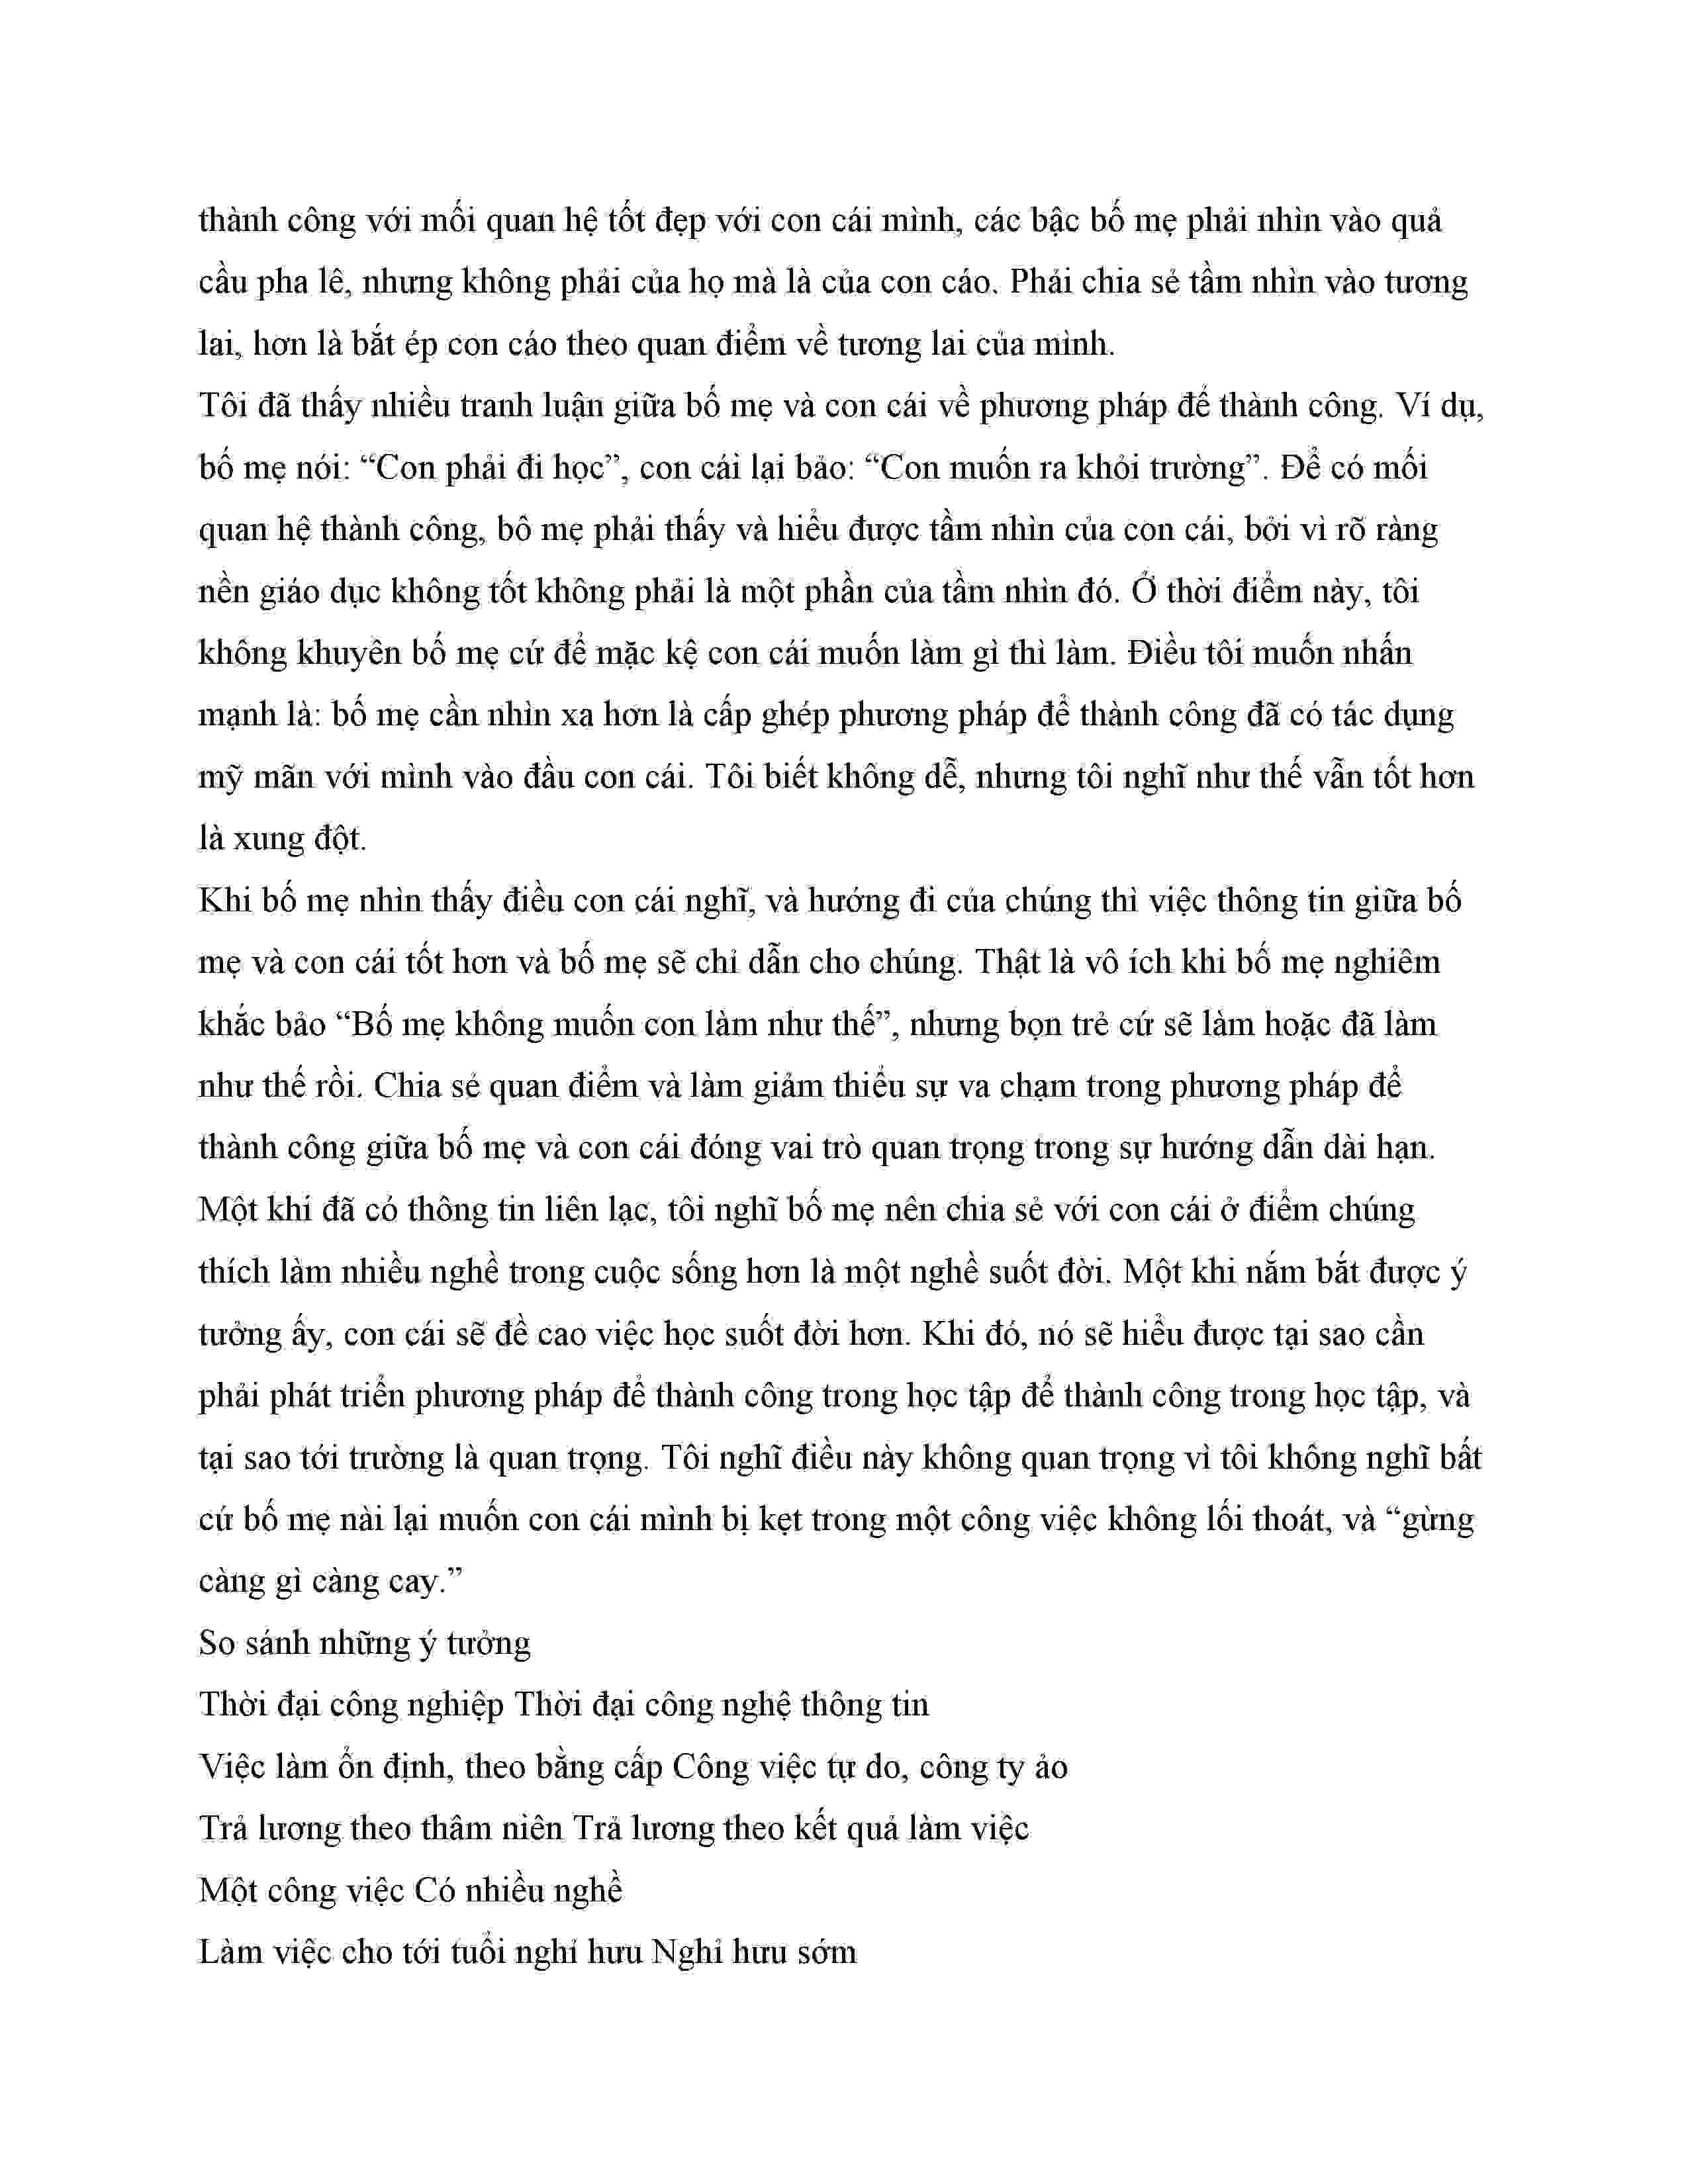 thành công với mối quan hệ tốt đẹp với con cái mình, các bậc bố mẹ phải nhìn vào quả
cầu pha lê, nhưng không phải của họ mà là của con cáo. Phải chia sẻ tầm nhìn vào tương
lai, hơn là bắt ép con cáo theo quan điểm về tương lai của mình.
Tôi đã thấy nhiều tranh luận giữa bố mẹ và con cái về phương pháp để thành công. Ví dụ,
bố mẹ nói: “Con phải đi học”, con cái lại bảo: “Con muốn ra khỏi trường”. Để có mối
quan hệ thành công, bô mẹ phải thấy và hiểu được tầm nhìn của con cái, bởi vì rõ ràng
nền giáo dục không tốt không phải là một phần của tầm nhìn đó. Ở thời điểm này, tôi
không khuyên bố mẹ cứ để mặc kệ con cái muốn làm gì thì làm. Điều tôi muốn nhấn
mạnh là: bố mẹ cần nhìn xa hơn là cấp ghép phương pháp để thành công đã có tác dụng
mỹ mãn với mình vào đầu con cái. Tôi biết không dễ, nhưng tôi nghĩ như thế vẫn tốt hơn
là xung đột.
Khi bố mẹ nhìn thấy điều con cái nghĩ, và hướng đi của chúng thì việc thông tin giữa bố
mẹ và con cái tốt hơn và bố mẹ sẽ chỉ dẫn cho chúng. Thật là vô ích khi bố mẹ nghiêm
khắc bảo “Bố mẹ không muốn con làm như thế”, nhưng bọn trẻ cứ sẽ làm hoặc đã làm
như thế rồi. Chia sẻ quan điểm và làm giảm thiểu sự va chạm trong phương pháp để
thành công giữa bố mẹ và con cái đóng vai trò quan trọng trong sự hướng dẫn dài hạn.
Một khí đã có thông tin liên lạc, tôi nghĩ bố mẹ nên chia sẻ với con cái ở điểm chúng
thích làm nhiều nghề trong cuộc sống hơn là một nghề suốt đời. Một khi nắm bắt được ý
tưởng ấy, con cái sẽ đề cao việc học suốt đời hơn. Khi đó, nó sẽ hiểu được tại sao cần
phải phát triển phương pháp để thành công trong học tập để thành công trong học tập, và
tại sao tới trường là quan trọng. Tôi nghĩ điều này không quan trọng vì tôi không nghĩ bất
cứ bố mẹ nài lại muốn con cái mình bị kẹt trong một công việc không lối thoát, và “gừng
càng gì càng cay.”
So sánh những ý tưởng
Thời đại công nghiệp Thời đại công nghệ thông tin
Việc làm ổn định, theo bằng cấp Công việc tự do, công ty ảo
Trả lương theo thâm niên Trả lương theo kết quả làm việc
Một công việc Có nhiều nghề
Làm việc cho tới tuổi nghỉ hưu Nghỉ hưu sớm